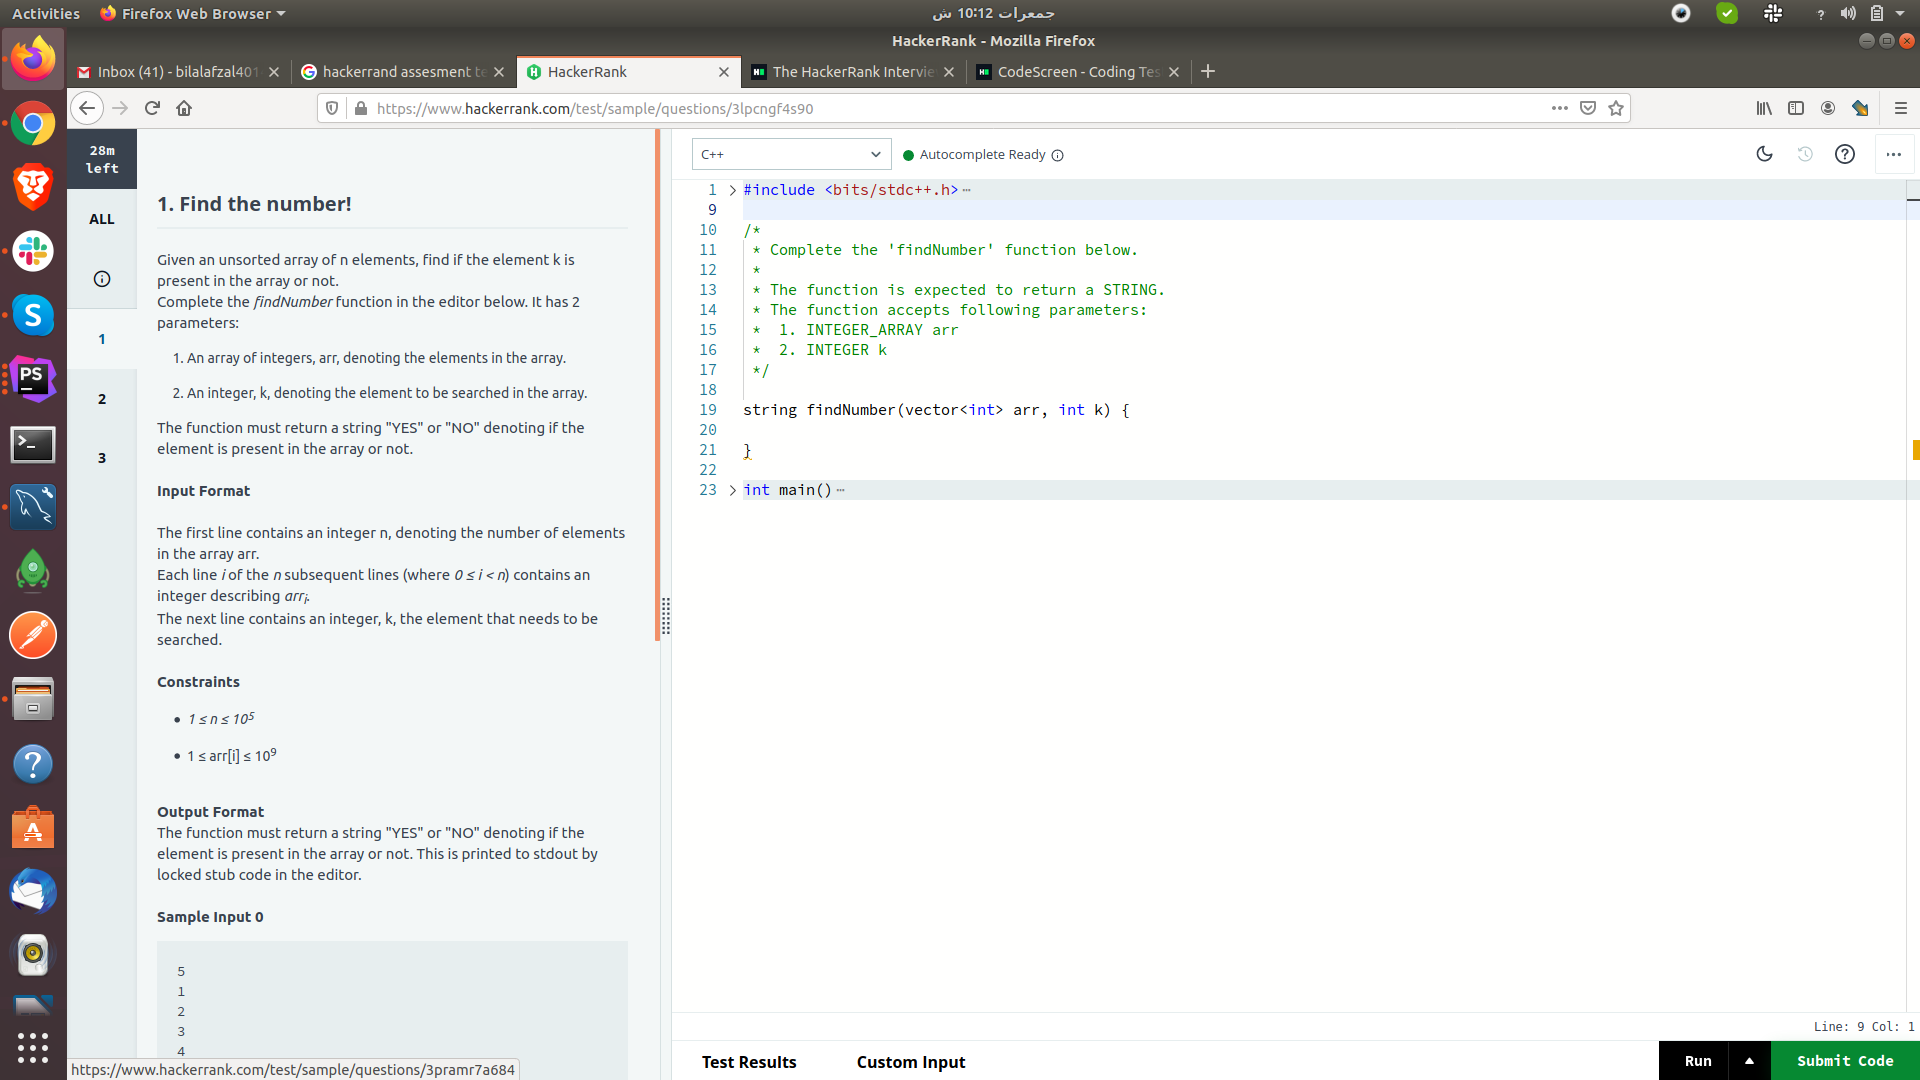 Activities
Firefox Web Browser
جمعرات 10:12 ش
HackerRank - Mozilla Firefox
Inbox (41) - bilalafzal401
hackerrand assesment te
HackerRank
The HackerRank Intervie
CodeScreen - Coding Tes
https://www.hackerrank.com/test/sample/questions/3lpcngf4s90
28m
left
ALL
1
2
3
1. Find the number!
Given an unsorted array of n elements, find if the element k is
present in the array or not.
Complete the findNumber function in the editor below. It has 2
parameters:
1. An array of integers, arr, denoting the elements in the array.
2. An integer, k, denoting the element to be searched in the array.
The function must return a string "YES" or "NO" denoting if the
element is present in the array or not.
Input Format
The first line contains an integer n, denoting the number of elements
in the array arr.
Each line i of the n subsequent lines (where 0 ≤ i < n) contains an
integer describing arri.
The next line contains an integer, k, the element that needs to be
searched.
Constraints
• 1 ≤ n ≤ 10^5
• 1 ≤ arr[i] ≤ 10^9
Output Format
The function must return a string "YES" or "NO" denoting if the
element is present in the array or not. This is printed to stdout by
locked stub code in the editor.
Sample Input 0
5
1
2
3
4
https://www.hackerrank.com/test/sample/questions/3pramr7a684
C++
Autocomplete Ready
1 #include <bits/stdc++.h>
9
10 /*
11 * Complete the 'findNumber' function below.
12 *
13 * The function is expected to return a STRING.
14 * The function accepts following parameters:
15 *  1. INTEGER_ARRAY arr
16 *  2. INTEGER k
17 */
18
19 string findNumber(vector<int> arr, int k) {
20
21 }
22
23 int main()
Line: 9 Col: 1
Test Results
Custom Input
Run
Submit Code